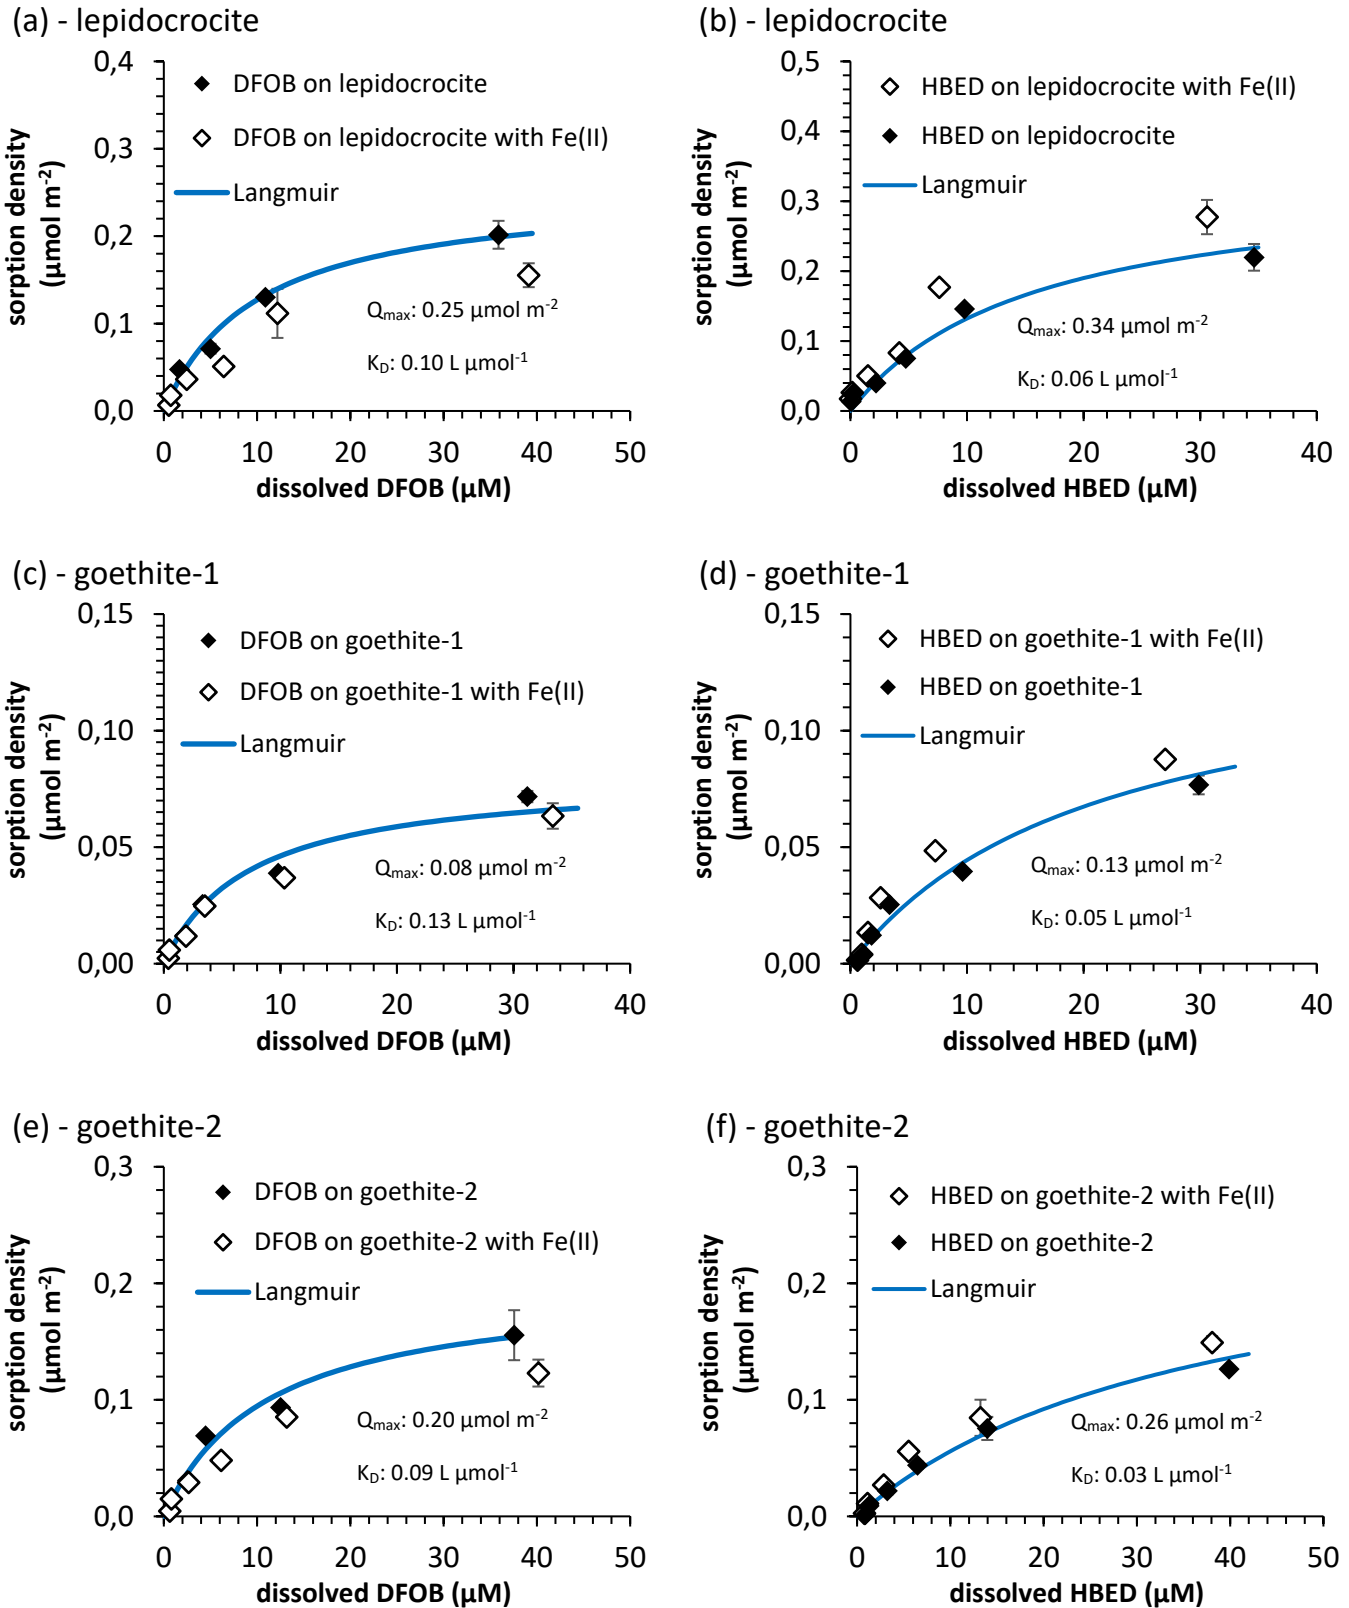 (a) - lepidocrocite
sorption density
(µmol m-2)
0,4
0,3
0,2
0,1
0,0
DFOB on lepidocrocite
DFOB on lepidocrocite with Fe(II)
Langmuir
Qmax: 0.25 µmol m-2
KD: 0.10 L µmol-1
0 10 20 30 40 50
dissolved DFOB (µM)
(b) - lepidocrocite
sorption density
(µmol m-2)
0,5
0,4
0,3
0,2
0,1
0,0
HBED on lepidocrocite with Fe(II)
HBED on lepidocrocite
Langmuir
Qmax: 0.34 µmol m-2
KD: 0.06 L µmol-1
0 10 20 30 40
dissolved HBED (µM)
(c) - goethite-1
sorption density
(µmol m-2)
0,15
0,10
0,05
0,00
DFOB on goethite-1
DFOB on goethite-1 with Fe(II)
Langmuir
Qmax: 0.08 µmol m-2
KD: 0.13 L µmol-1
0 10 20 30 40
dissolved DFOB (µM)
(d) - goethite-1
sorption density
(µmol m-2)
0,15
0,10
0,05
0,00
HBED on goethite-1 with Fe(II)
HBED on goethite-1
Langmuir
Qmax: 0.13 µmol m-2
KD: 0.05 L µmol-1
0 10 20 30 40
dissolved HBED (µM)
(e) - goethite-2
sorption density
(µmol m-2)
0,3
0,2
0,1
0,0
DFOB on goethite-2
DFOB on goethite-2 with Fe(II)
Langmuir
Qmax: 0.20 µmol m-2
KD: 0.09 L µmol-1
0 10 20 30 40 50
dissolved DFOB (µM)
(f) - goethite-2
sorption density
(µmol m-2)
0,3
0,2
0,1
0,0
HBED on goethite-2 with Fe(II)
HBED on goethite-2
Langmuir
Qmax: 0.26 µmol m-2
KD: 0.03 L µmol-1
0 10 20 30 40 50
dissolved HBED (µM)